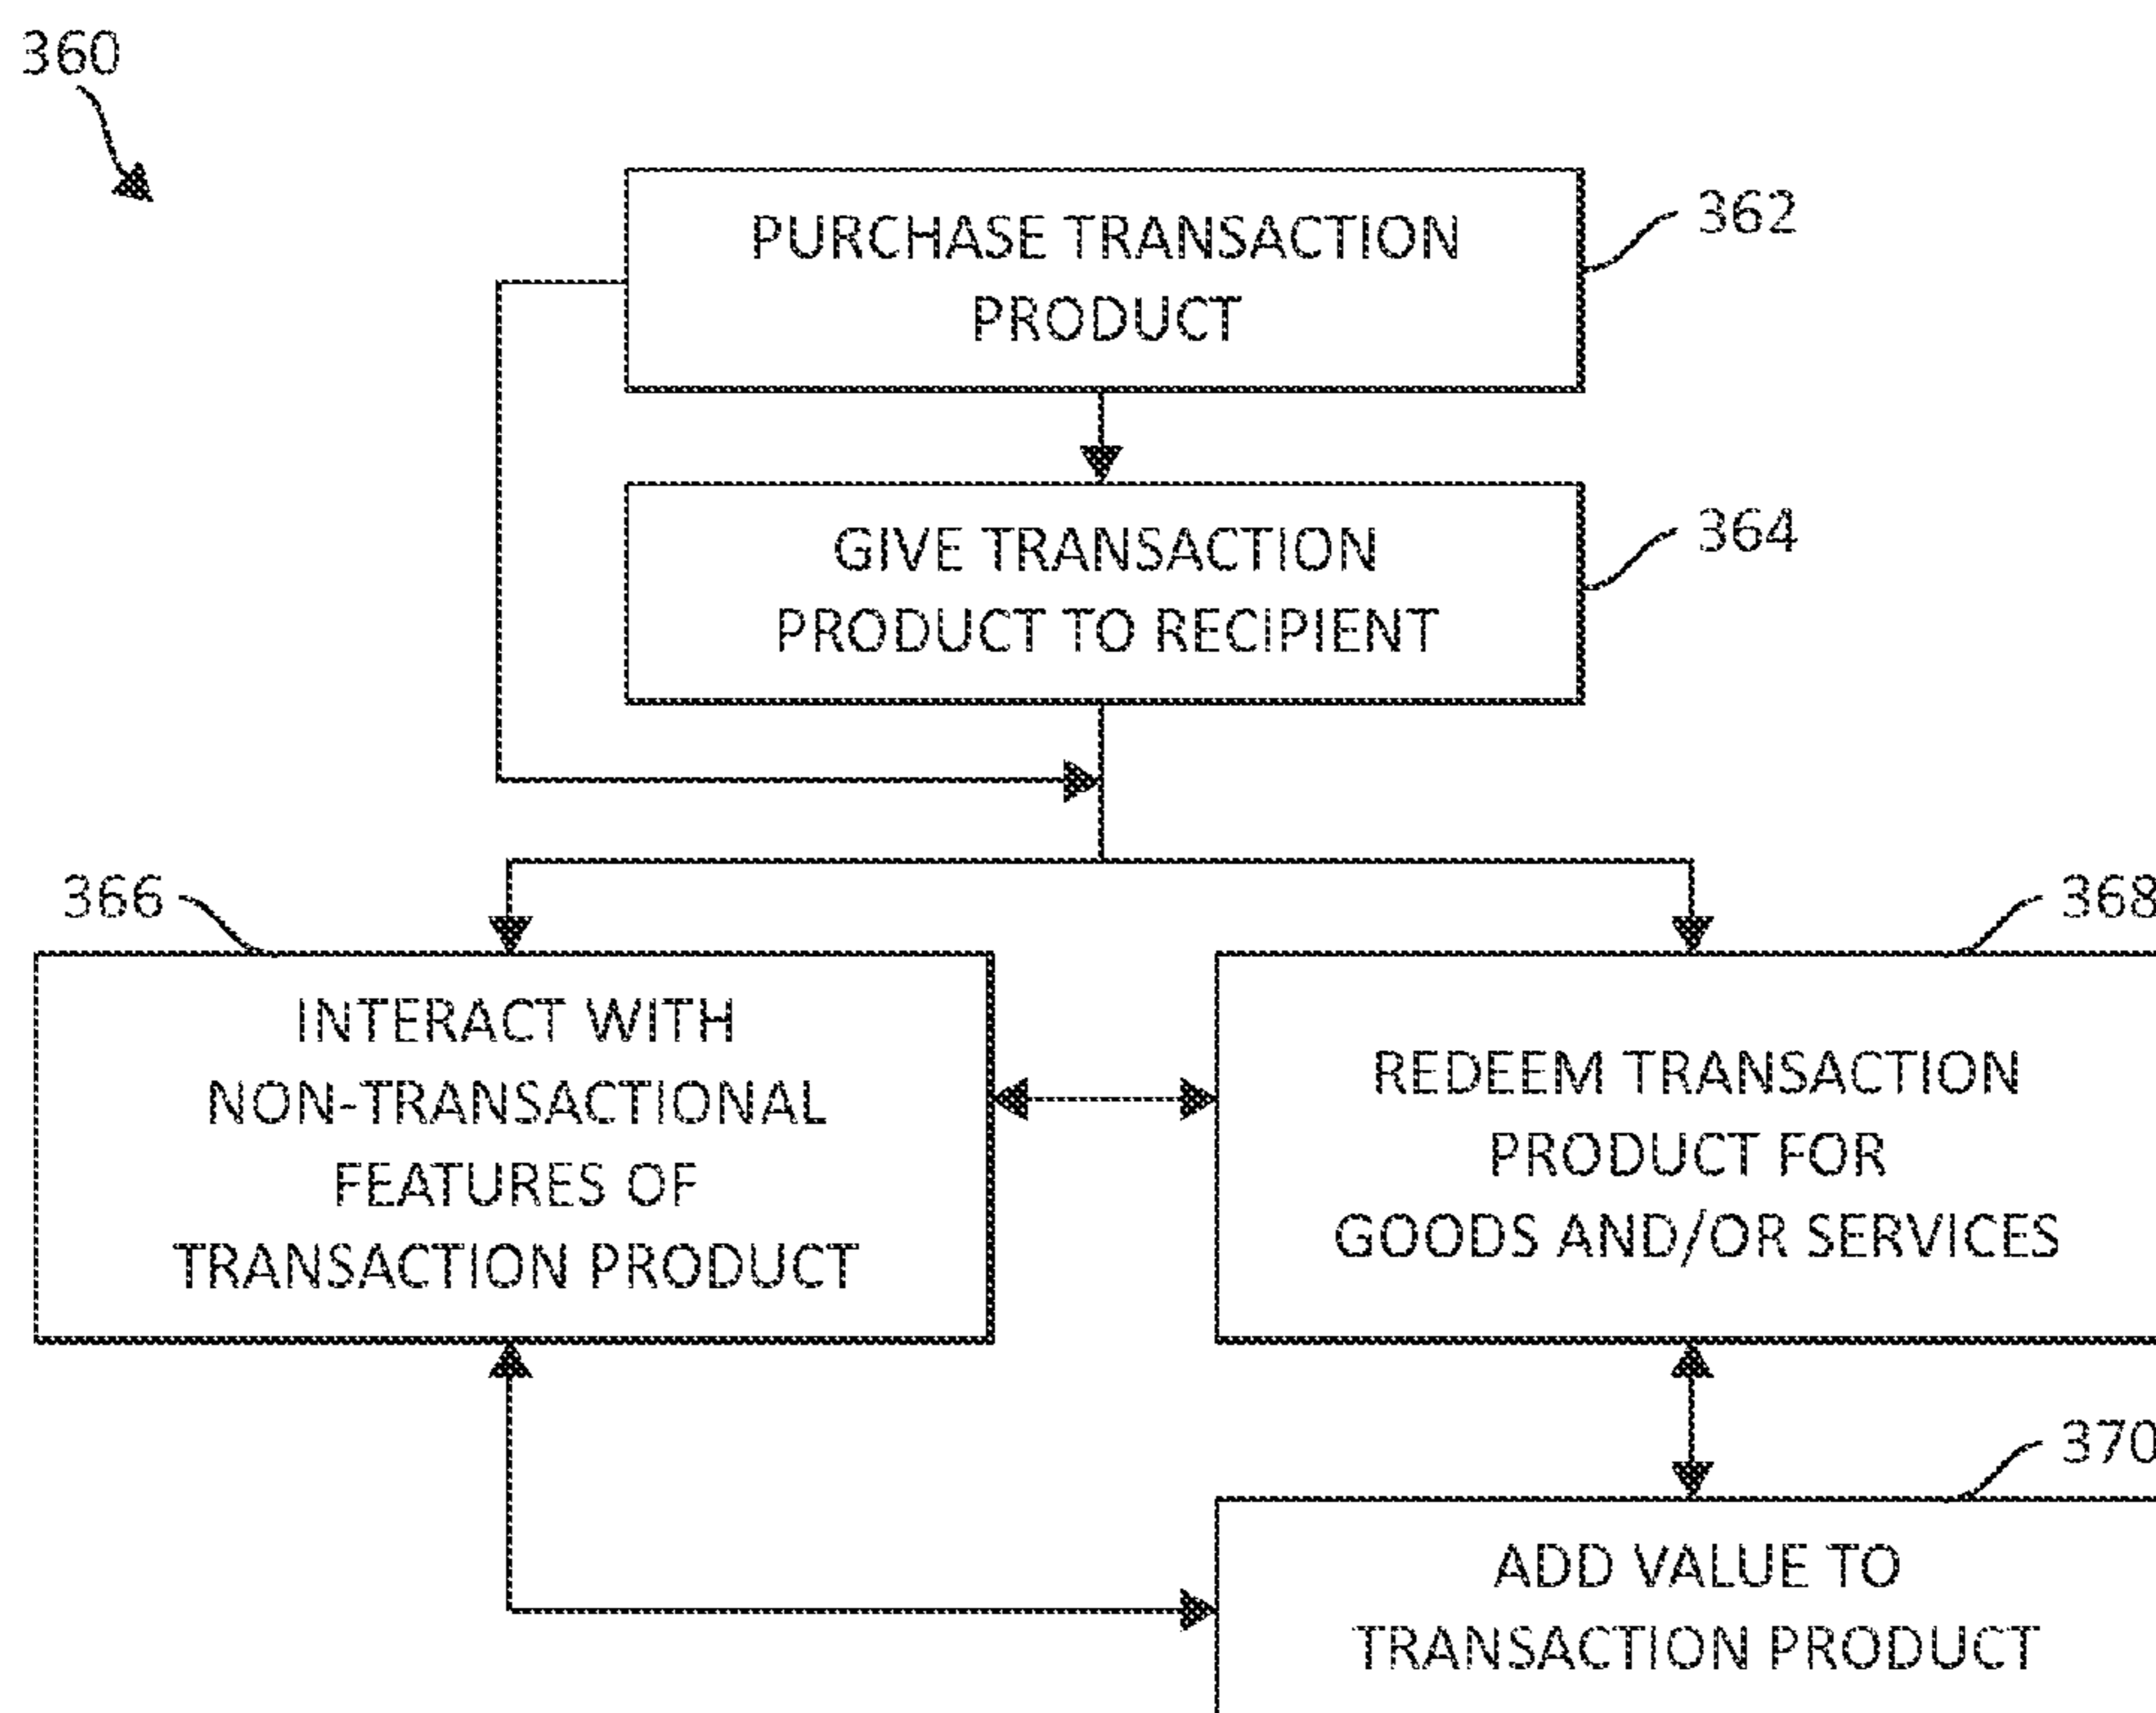 360
PURCHASE TRANSACTION
PRODUCT
362
GIVE TRANSACTION
PRODUCT TO RECIPIENT
364
366
368
INTERACT WITH
NON-TRANSACTIONAL
FEATURES OF
TRANSACTION PRODUCT
REDEEM TRANSACTION
PRODUCT FOR
GOODS AND/OR SERVICES
370
ADD VALUE TO
TRANSACTION PRODUCT